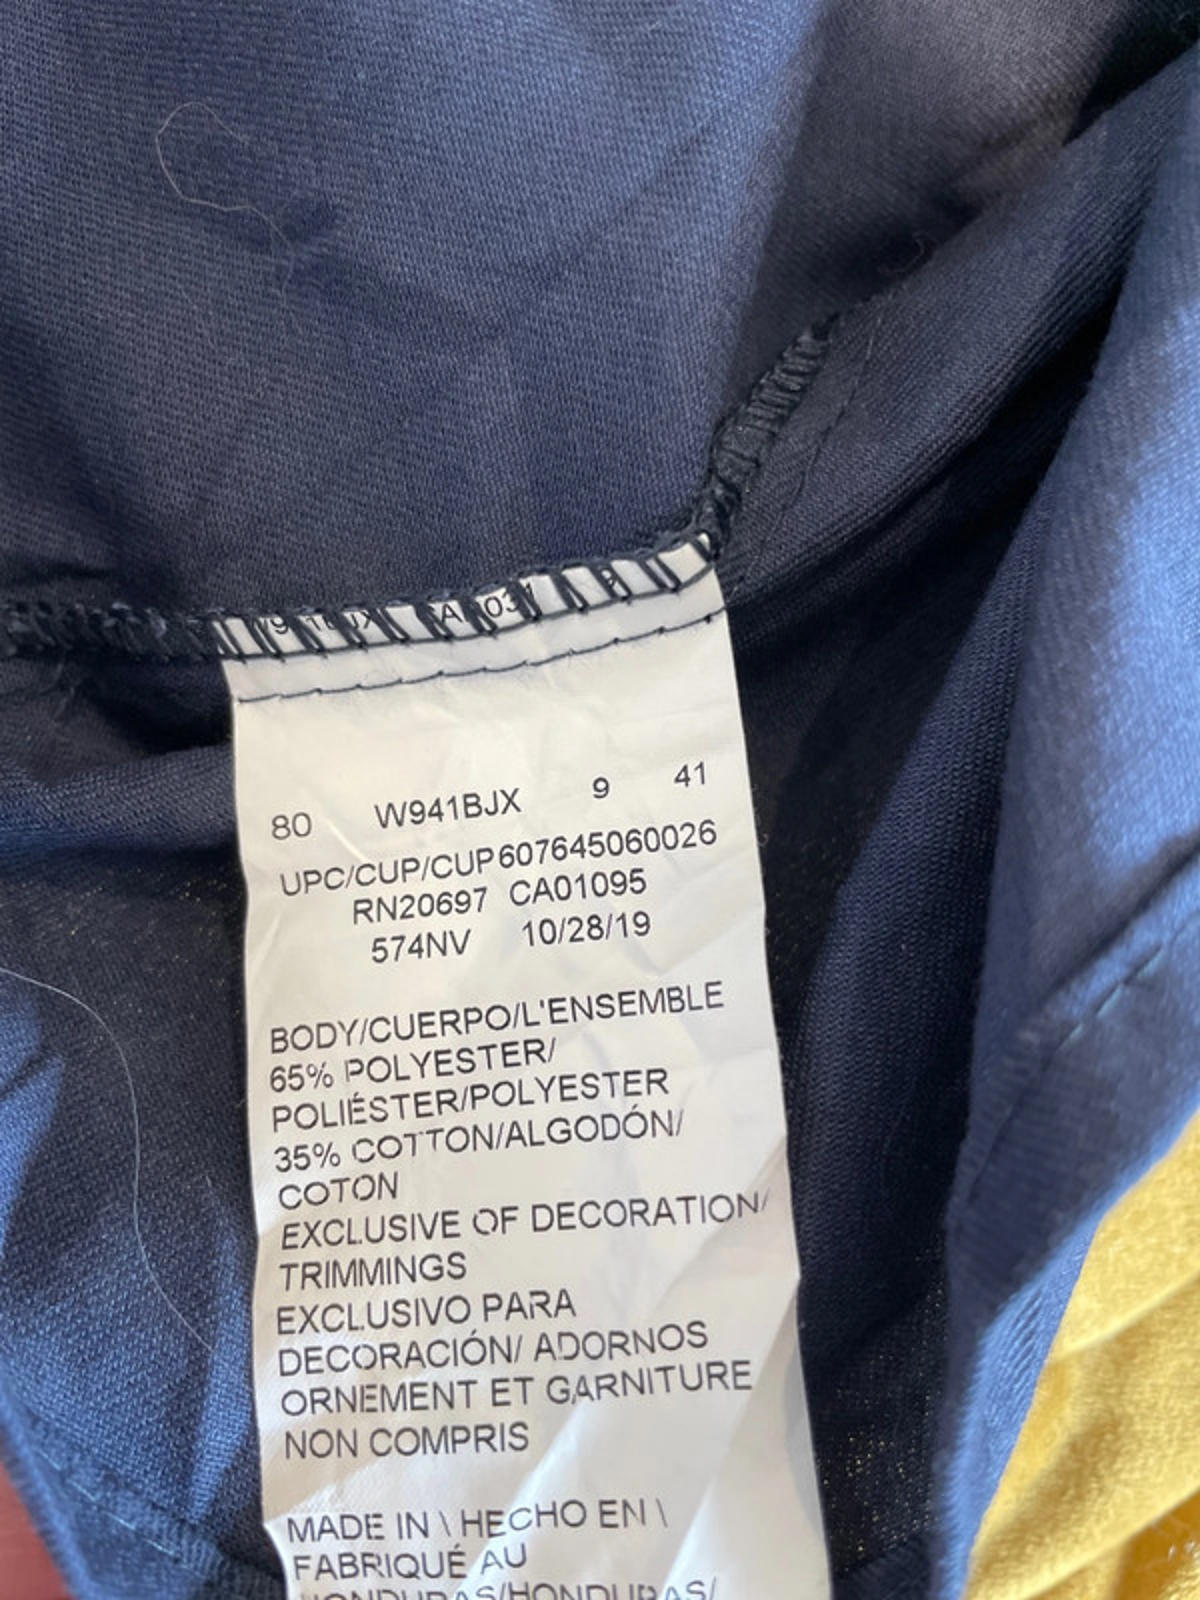 80 W941BJX 9 41
UPC/CUP/CUP607645060026
RN20697 CA01095
574NV 10/28/19
BODY/CUERPO/L'ENSEMBLE
65% POLYESTER/
POLIÉSTER/POLYESTER
35% COTTON/ALGODÓN/
COTON
EXCLUSIVE OF DECORATION/
TRIMMINGS
EXCLUSIVO PARA
DECORACIÓN/ ADORNOS
ORNEMENT ET GARNITURE
NON COMPRIS
MADE IN \ HECHO EN \
FABRIQUÉ AU
HONDURAS/HONDURAS/